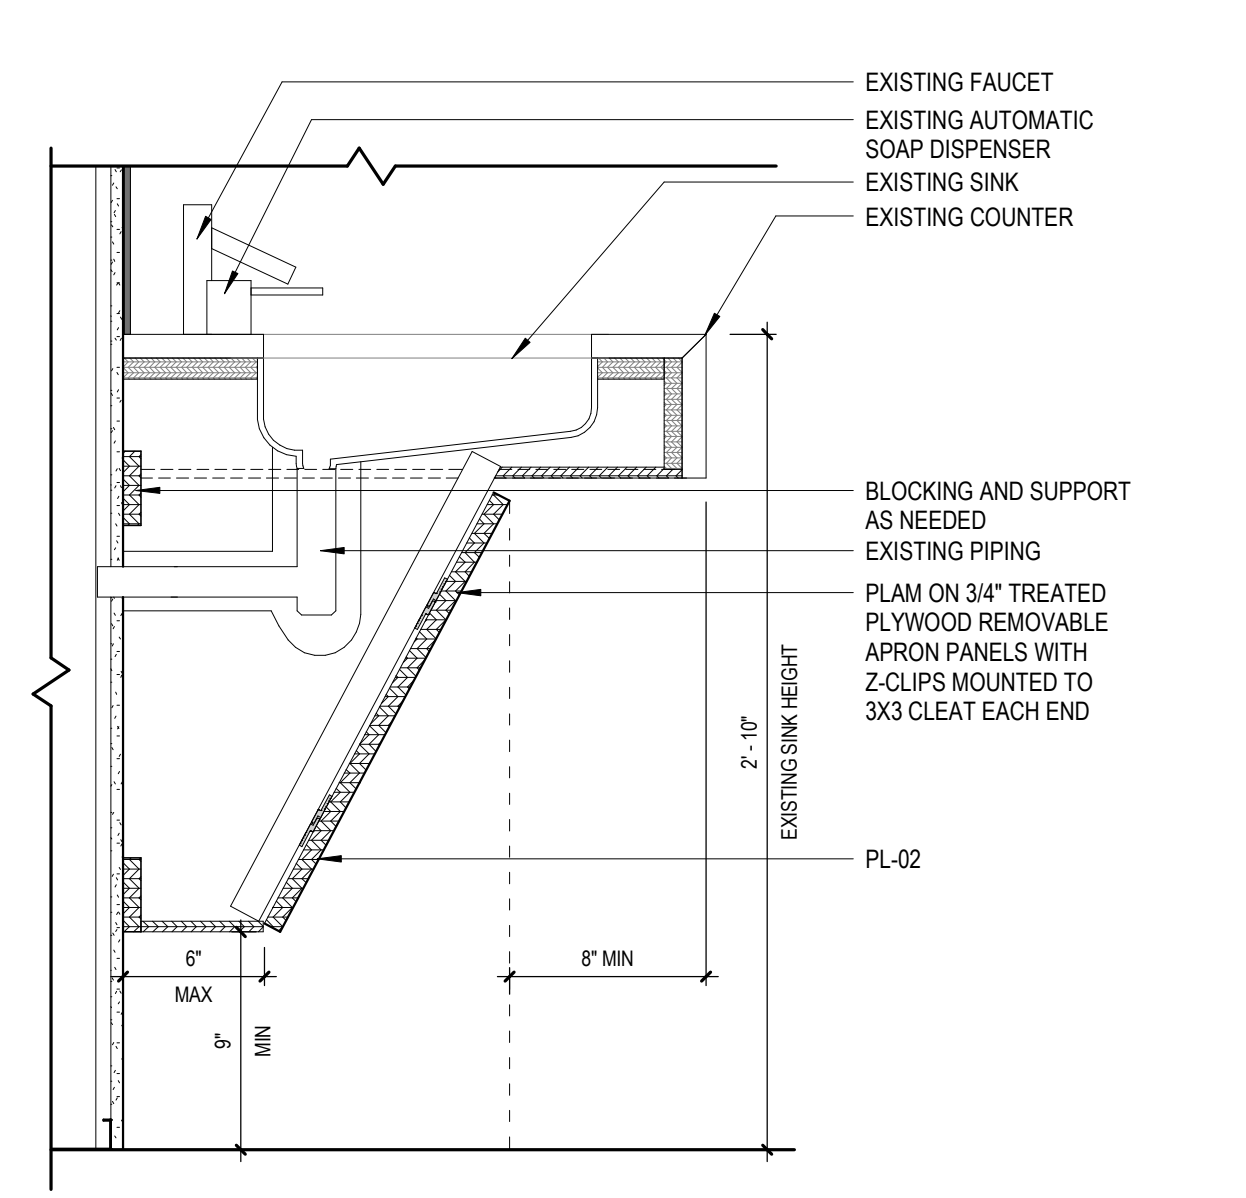 EXISTING FAUCET
EXISTING AUTOMATIC
SOAP DISPENSER
EXISTING SINK
EXISTING COUNTER
BLOCKING AND SUPPORT
AS NEEDED
EXISTING PIPING
PLAM ON 3/4" TREATED
PLYWOOD REMOVABLE
APRON PANELS WITH
Z-CLIPS MOUNTED TO
3X3 CLEAT EACH END
2' - 10"
EXISTING SINK HEIGHT
PL-02
6"
MAX
8" MIN
9"
MIN